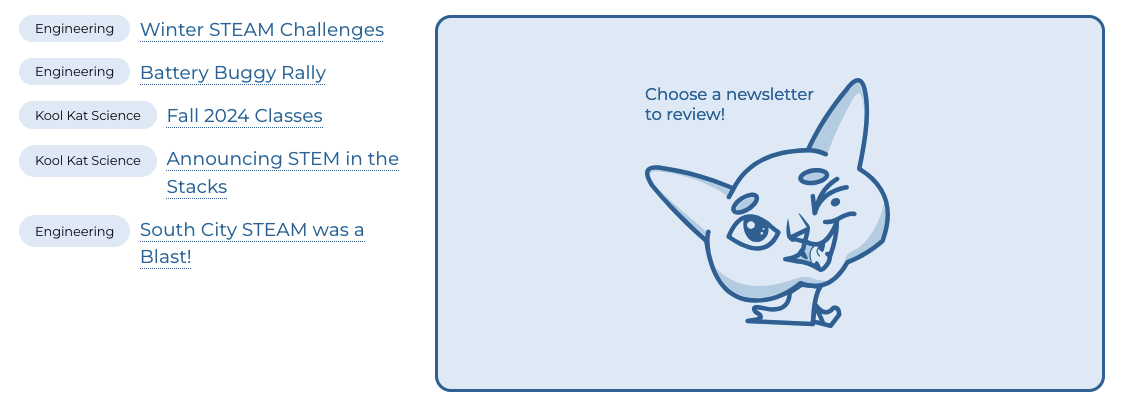 Engineering
Winter STEAM Challenges
Engineering
Battery Buggy Rally
Kool Kat Science
Fall 2024 Classes
Kool Kat Science
Announcing STEM in the
Stacks
Engineering
South City STEAM was a
Blast!
Choose a newsletter
to review!